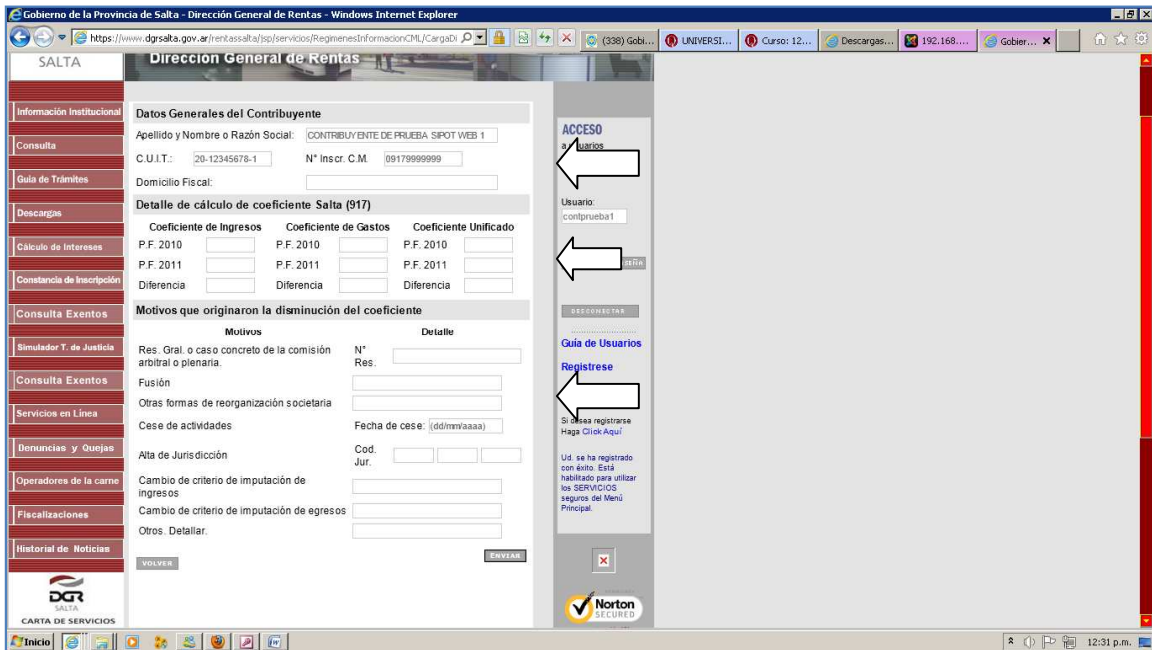 Gobierno de la Provincia de Salta - Dirección General de Rentas - Windows Internet Explorer
https://www.dgrsalta.gov.ar/rentassalta/jsp/servicios/RegimenesInformacionCML/CargaDi
(338) Gobi...
UNIVERSI...
Curso: 12...
Descargas...
192.168....
Gobier...
SALTA
Dirección General de Rentas
Información Institucional
Consulta
Guía de Trámites
Descargas
Cálculo de Intereses
Constancia de Inscripción
Consulta Exentos
Simulador T. de Justicia
Consulta Exentos
Servicios en Línea
Denuncias y Quejas
Operadores de la carne
Fiscalizaciones
Historial de Noticias
DGR
SALTA
CARTA DE SERVICIOS
Datos Generales del Contribuyente
Apellido y Nombre o Razón Social: CONTRIBUYENTE DE PRUEBA SIPOT WEB 1
C.U.I.T.: 20-12345678-1 N° Inscr. C.M. 09179999999
Domicilio Fiscal:
Detalle de cálculo de coeficiente Salta (917)
Coeficiente de Ingresos Coeficiente de Gastos Coeficiente Unificado
P.F. 2010 P.F. 2010 P.F. 2010
P.F. 2011 P.F. 2011 P.F. 2011
Diferencia Diferencia Diferencia
Motivos que originaron la disminución del coeficiente
Motivos Detalle
Res. Gral. o caso concreto de la comisión arbitral o plenaria. N° Res.
Fusión
Otras formas de reorganización societaria
Cese de actividades Fecha de cese: (dd/mm/aaaa)
Alta de Jurisdicción Cod. Jur.
Cambio de criterio de imputación de ingresos
Cambio de criterio de imputación de egresos
Otros. Detallar.
VOLVER
ENVIAR
ACCESO
Usuario:
contprueba1
DESCONECTAR
Guía de Usuarios
Registrese
Si desea registrarse
Haga Click Aquí
Ud. se ha registrado
con éxito. Está
habilitado para utilizar
los SERVICIOS
seguros del Menú
Principal.
Norton
SECURED
Inicio
12:31 p.m.